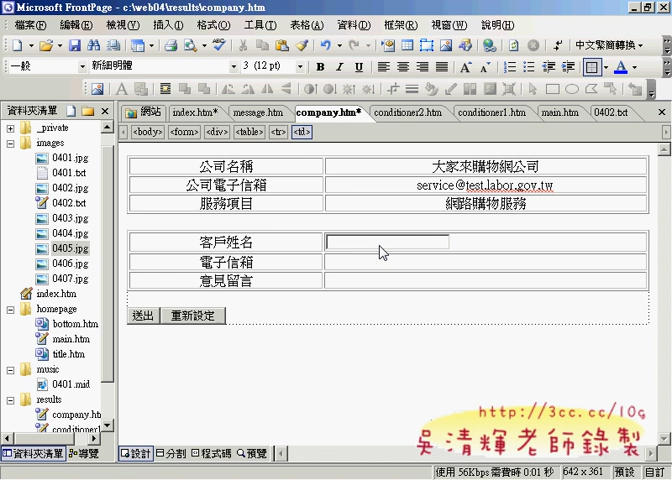 Microsoft FrontPage - c:\web04\results\company.htm
檔案(F) 編輯(E) 檢視(V) 插入(I) 格式(O) 工具(T) 表格(A) 資料(D) 框架(R) 視窗(W) 說明(H)
中文繁簡轉換
一般 新細明體 3 (12 pt) B I U
資料夾清單 網站 index.htm* message.htm company.htm* conditioner2.htm conditioner1.htm main.htm 0402.txt
<body> <form> <div> <table> <tr> <td>
_private
images
0401.jpg
0401.txt
0402.jpg
0402.txt
0403.jpg
0404.jpg
0405.jpg
0406.jpg
0407.jpg
index.htm
homepage
bottom.htm
main.htm
title.htm
music
0401.mid
results
company.ht
conditioner1
公司名稱 大家來購物網公司
公司電子信箱 service@test.labor.gov.tw
服務項目 網路購物服務
客戶姓名
電子信箱
意見留言
送出 重新設定
http://3cc.cc/10g
吳清輝老師錄製
資料夾清單 導覽 設計 分割 程式碼 預覽
使用 56Kbps 需費時 0:01 秒 642 x 361 預設 自訂